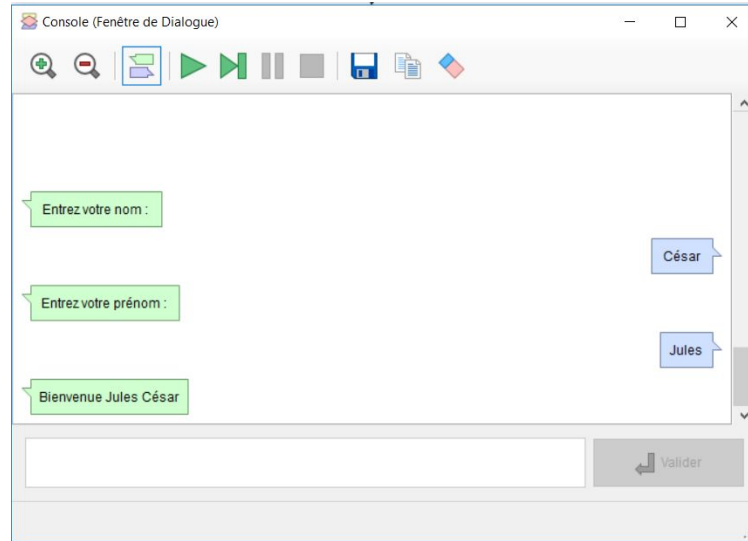 Console (Fenêtre de Dialogue)
Entrez votre nom :
César
Entrez votre prénom :
Jules
Bienvenue Jules César
Valider